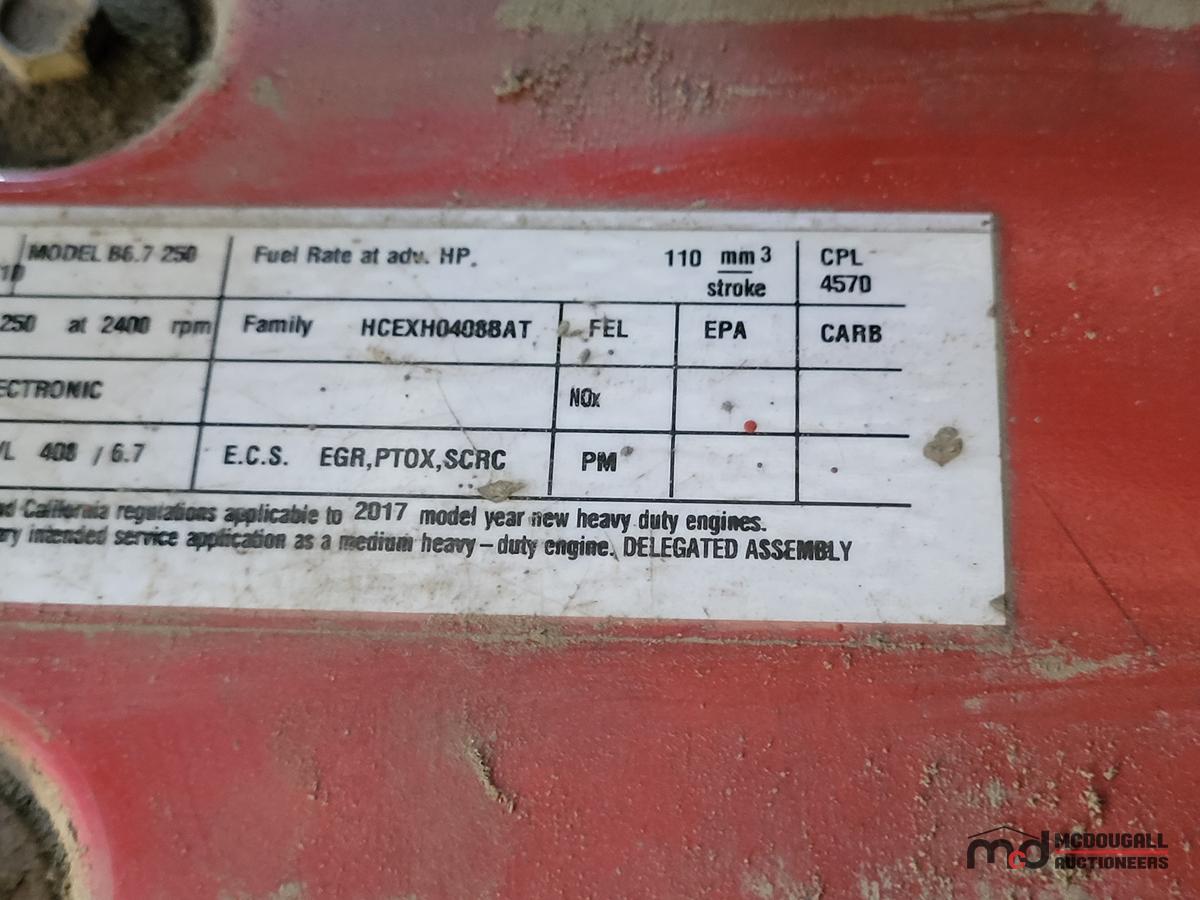 MODEL B6.7 250 Fuel Rate at adv. HP. 110 mm3 CPL
stroke 4570
250 at 2400 rpm Family HCEXH0408BAT FEL EPA CARB
ECTRONIC NOx
/L 408 / 6.7 E.C.S. EGR,PTOX,SCRC PM
California regulations applicable to 2017 model year new heavy duty engines.
ry intended service application as a medium heavy-duty engine. DELEGATED ASSEMBLY
mcd MCDOUGALL
AUCTIONEERS